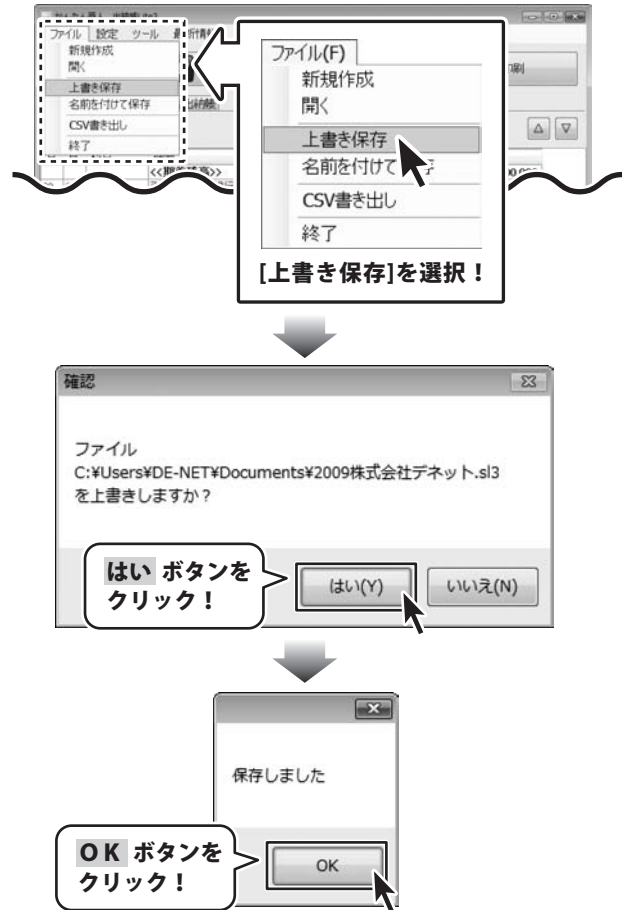 ファイル 設定 ツール
新規作成
開く
上書き保存
名前を付けて保存
CSV書き出し
終了
ファイル(F)
新規作成
開く
上書き保存
名前を付けて
CSV書き出し
終了
[上書き保存]を選択！
確認
ファイル
C:¥Users¥DE-NET¥Documents¥2009株式会社デネット.sl3
を上書きしますか？
はい ボタンを
クリック！
はい(Y) いいえ(N)
保存しました
OK ボタンを
クリック！
OK